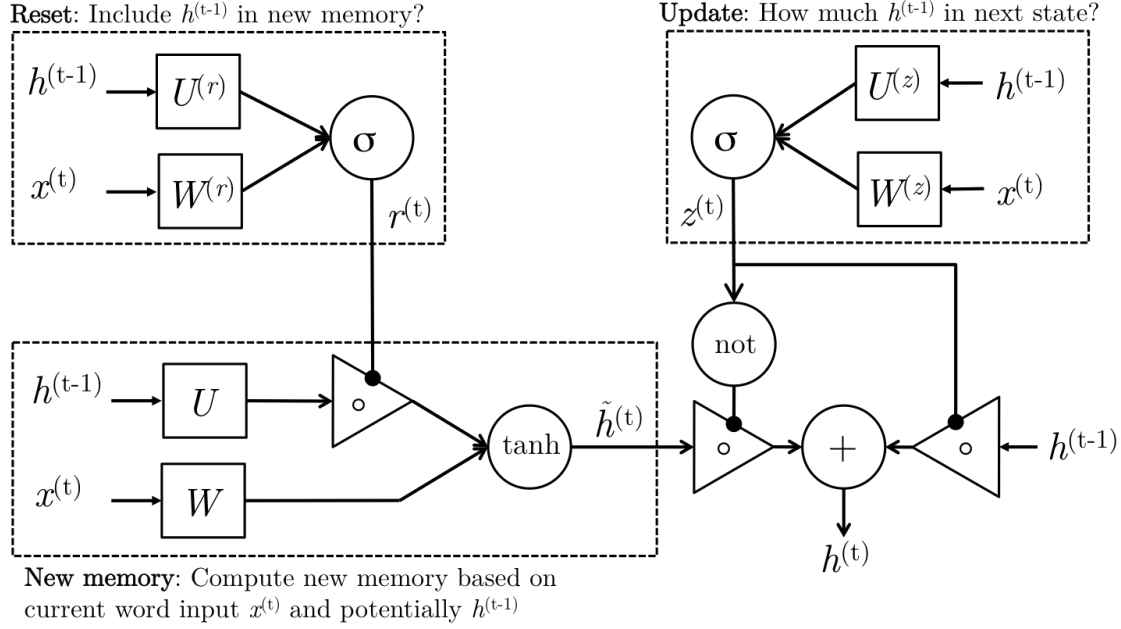 Reset: Include h⁽ᵗ⁻¹⁾ in new memory?
h⁽ᵗ⁻¹⁾
U⁽ʳ⁾
x⁽ᵗ⁾
W⁽ʳ⁾
σ
r⁽ᵗ⁾
Update: How much h⁽ᵗ⁻¹⁾ in next state?
σ
U⁽ᶻ⁾
h⁽ᵗ⁻¹⁾
W⁽ᶻ⁾
x⁽ᵗ⁾
z⁽ᵗ⁾
not
h⁽ᵗ⁻¹⁾
U
∘
x⁽ᵗ⁾
W
tanh
h̃⁽ᵗ⁾
∘
+
∘
h⁽ᵗ⁻¹⁾
h⁽ᵗ⁾
New memory: Compute new memory based on
current word input x⁽ᵗ⁾ and potentially h⁽ᵗ⁻¹⁾